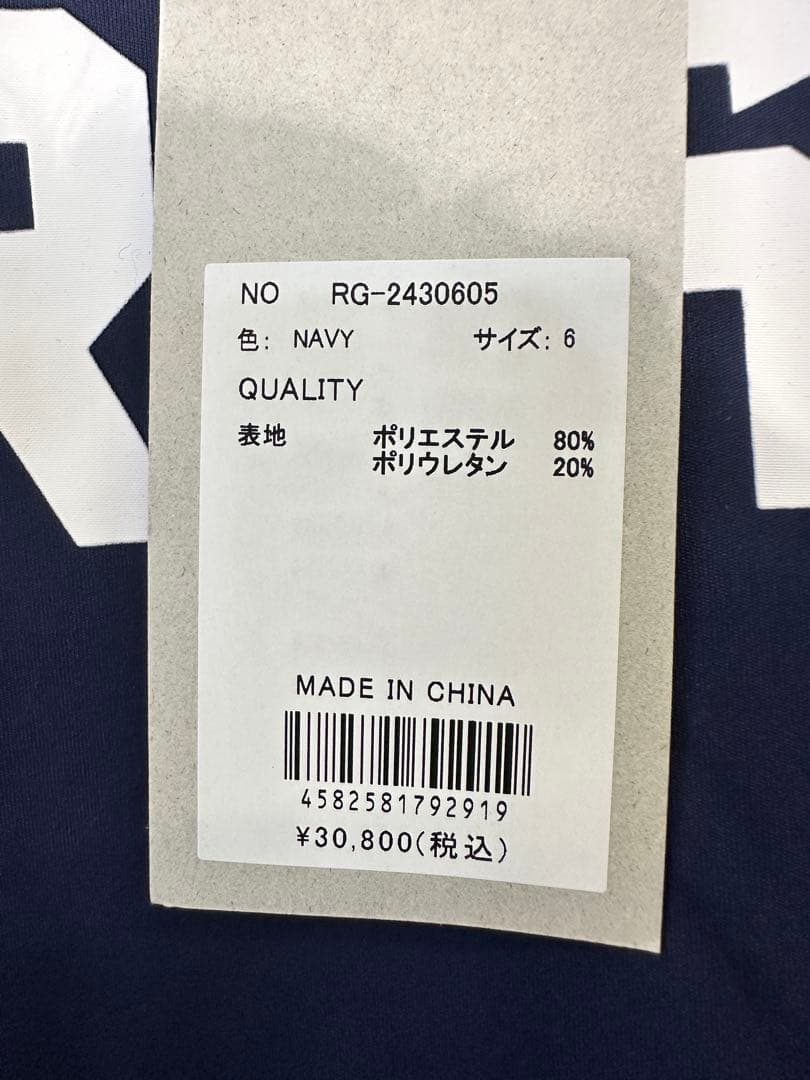 NO RG-2430605
色: NAVY サイズ: 6
QUALITY
表地 ポリエステル 80%
ポリウレタン 20%
MADE IN CHINA
4582581792919
¥30,800(税込)